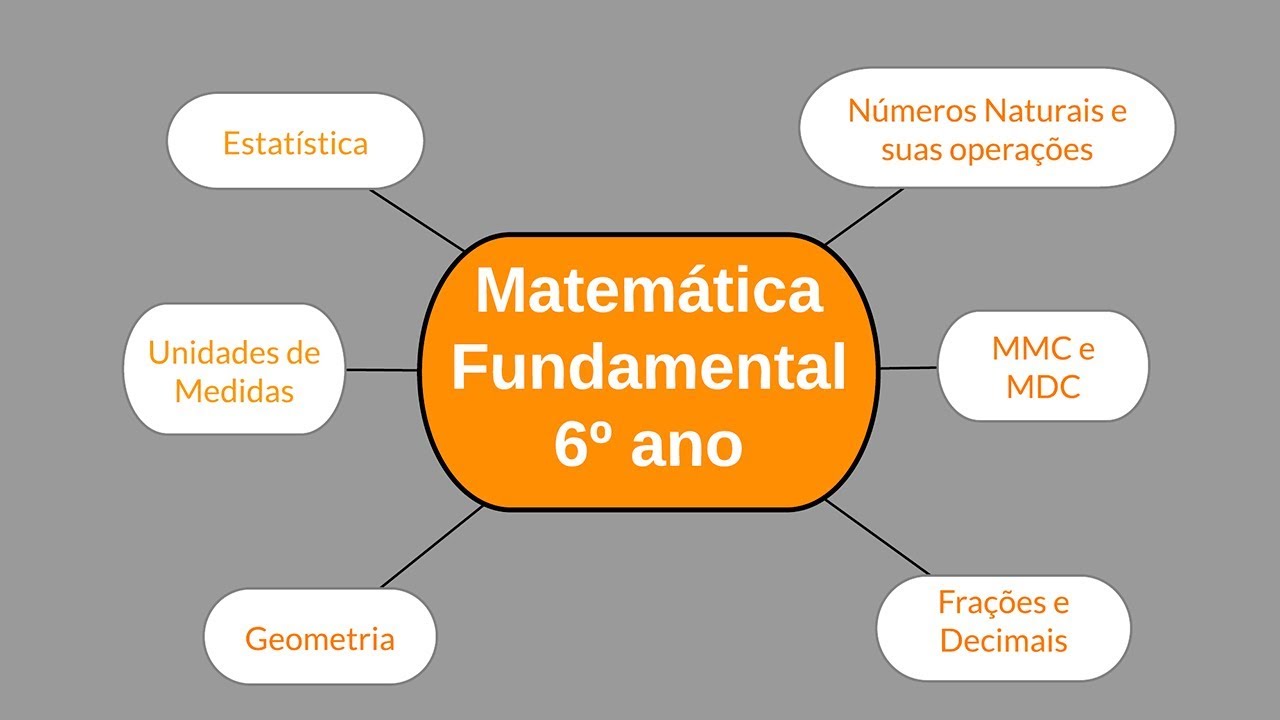 Estatística
Números Naturais e
suas operações
Matemática
Fundamental
6º ano
Unidades de
Medidas
MMC e
MDC
Geometria
Frações e
Decimais